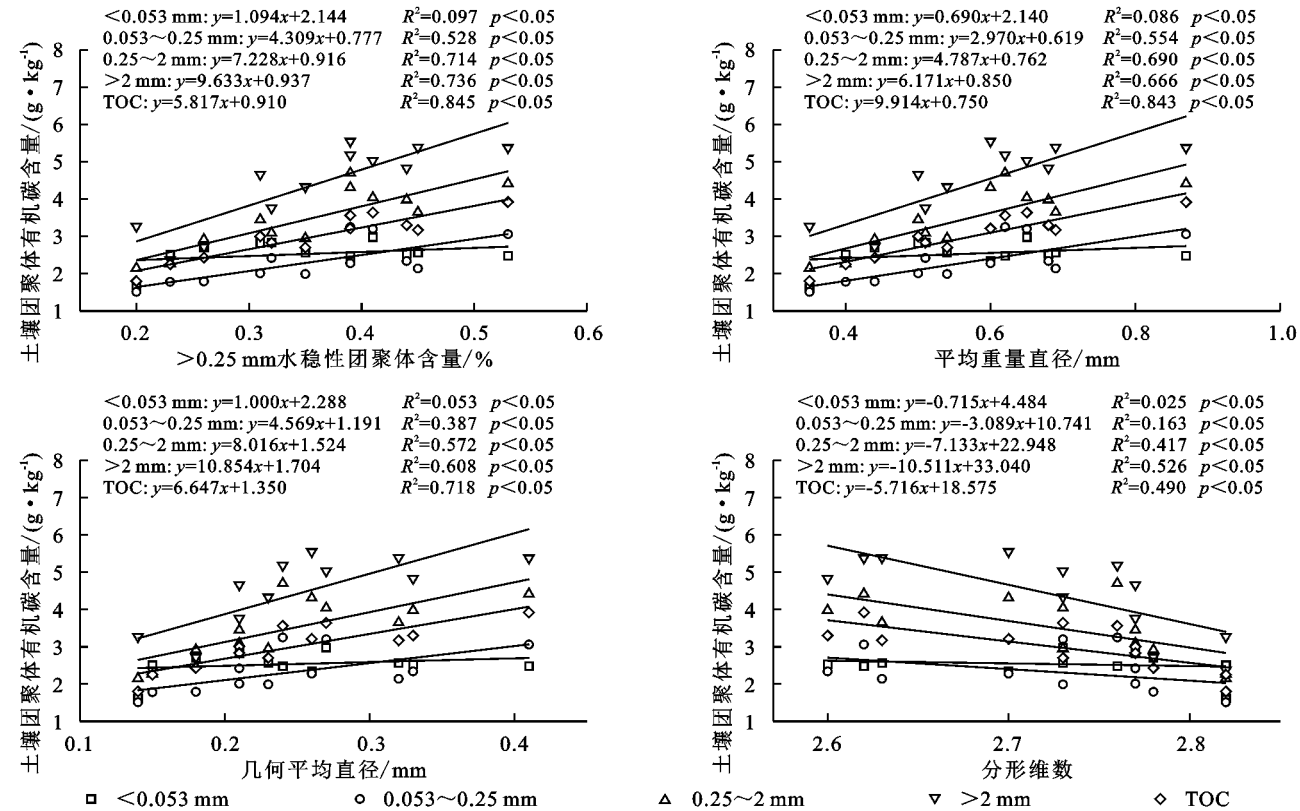 <0.053 mm: y=1.094x+2.144 R²=0.097 p<0.05
0.053～0.25 mm: y=4.309x+0.777 R²=0.528 p<0.05
0.25～2 mm: y=7.228x+0.916 R²=0.714 p<0.05
>2 mm: y=9.633x+0.937 R²=0.736 p<0.05
TOC: y=5.817x+0.910 R²=0.845 p<0.05
土壤团聚体有机碳含量/(g·kg⁻¹)
8
7
6
5
4
3
2
1
0.2 0.3 0.4 0.5 0.6
>0.25 mm水稳性团聚体含量/%
<0.053 mm: y=0.690x+2.140 R²=0.086 p<0.05
0.053～0.25 mm: y=2.970x+0.619 R²=0.554 p<0.05
0.25～2 mm: y=4.787x+0.762 R²=0.690 p<0.05
>2 mm: y=6.171x+0.850 R²=0.666 p<0.05
TOC: y=9.914x+0.750 R²=0.843 p<0.05
土壤团聚体有机碳含量/(g·kg⁻¹)
8
7
6
5
4
3
2
1
0.4 0.6 0.8 1.0
平均重量直径/mm
<0.053 mm: y=1.000x+2.288 R²=0.053 p<0.05
0.053～0.25 mm: y=4.569x+1.191 R²=0.387 p<0.05
0.25～2 mm: y=8.016x+1.524 R²=0.572 p<0.05
>2 mm: y=10.854x+1.704 R²=0.608 p<0.05
TOC: y=6.647x+1.350 R²=0.718 p<0.05
土壤团聚体有机碳含量/(g·kg⁻¹)
8
7
6
5
4
3
2
1
0.1 0.2 0.3 0.4
几何平均直径/mm
<0.053 mm: y=-0.715x+4.484 R²=0.025 p<0.05
0.053～0.25 mm: y=-3.089x+10.741 R²=0.163 p<0.05
0.25～2 mm: y=-7.133x+22.948 R²=0.417 p<0.05
>2 mm: y=-10.511x+33.040 R²=0.526 p<0.05
TOC: y=-5.716x+18.575 R²=0.490 p<0.05
土壤团聚体有机碳含量/(g·kg⁻¹)
8
7
6
5
4
3
2
1
2.6 2.7 2.8
分形维数
<0.053 mm 0.053～0.25 mm 0.25～2 mm >2 mm TOC